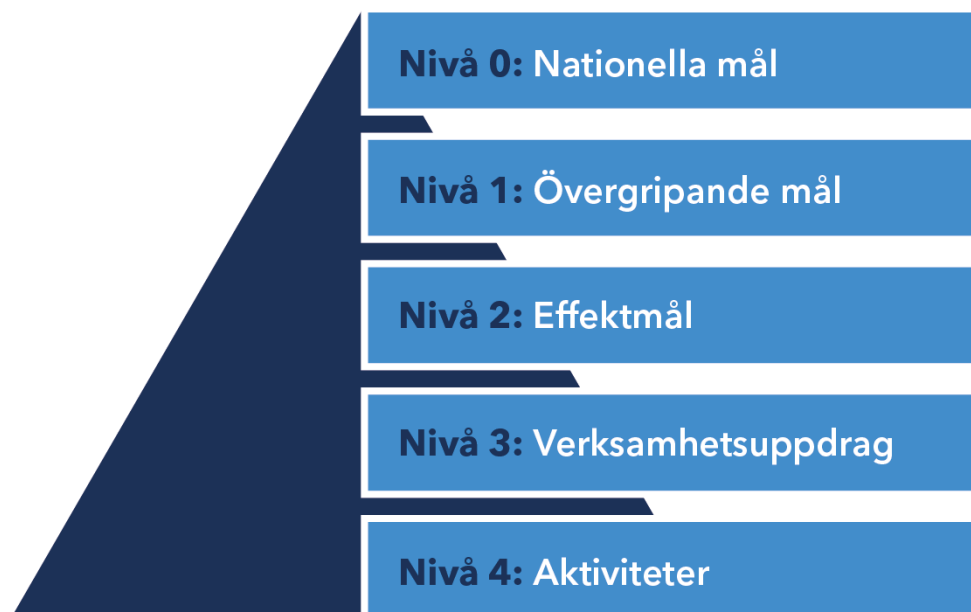 Nivå 0: Nationella mål
Nivå 1: Övergripande mål
Nivå 2: Effektmål
Nivå 3: Verksamhetsuppdrag
Nivå 4: Aktiviteter